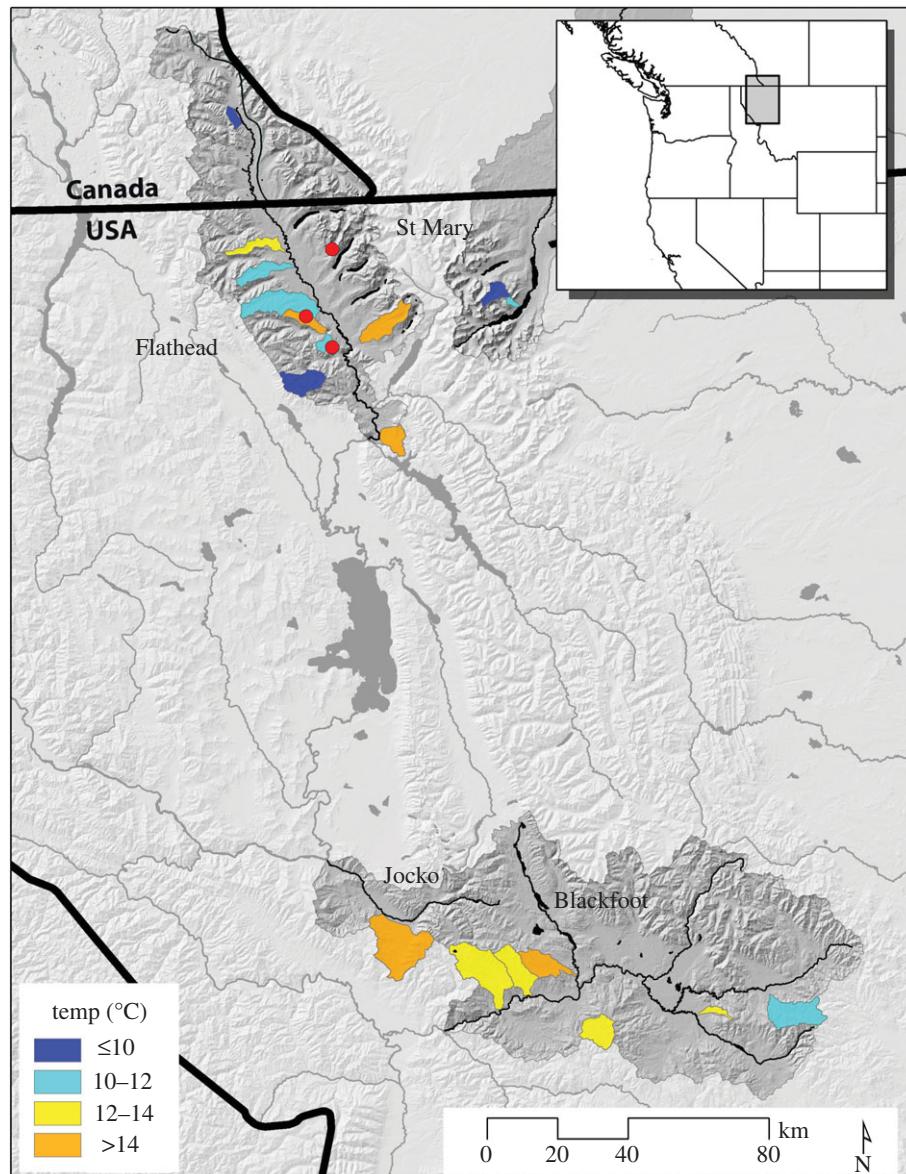 Canada
USA
St Mary
Flathead
Jocko
Blackfoot
temp (°C)
≤10
10–12
12–14
>14
km
0 20 40 80
N